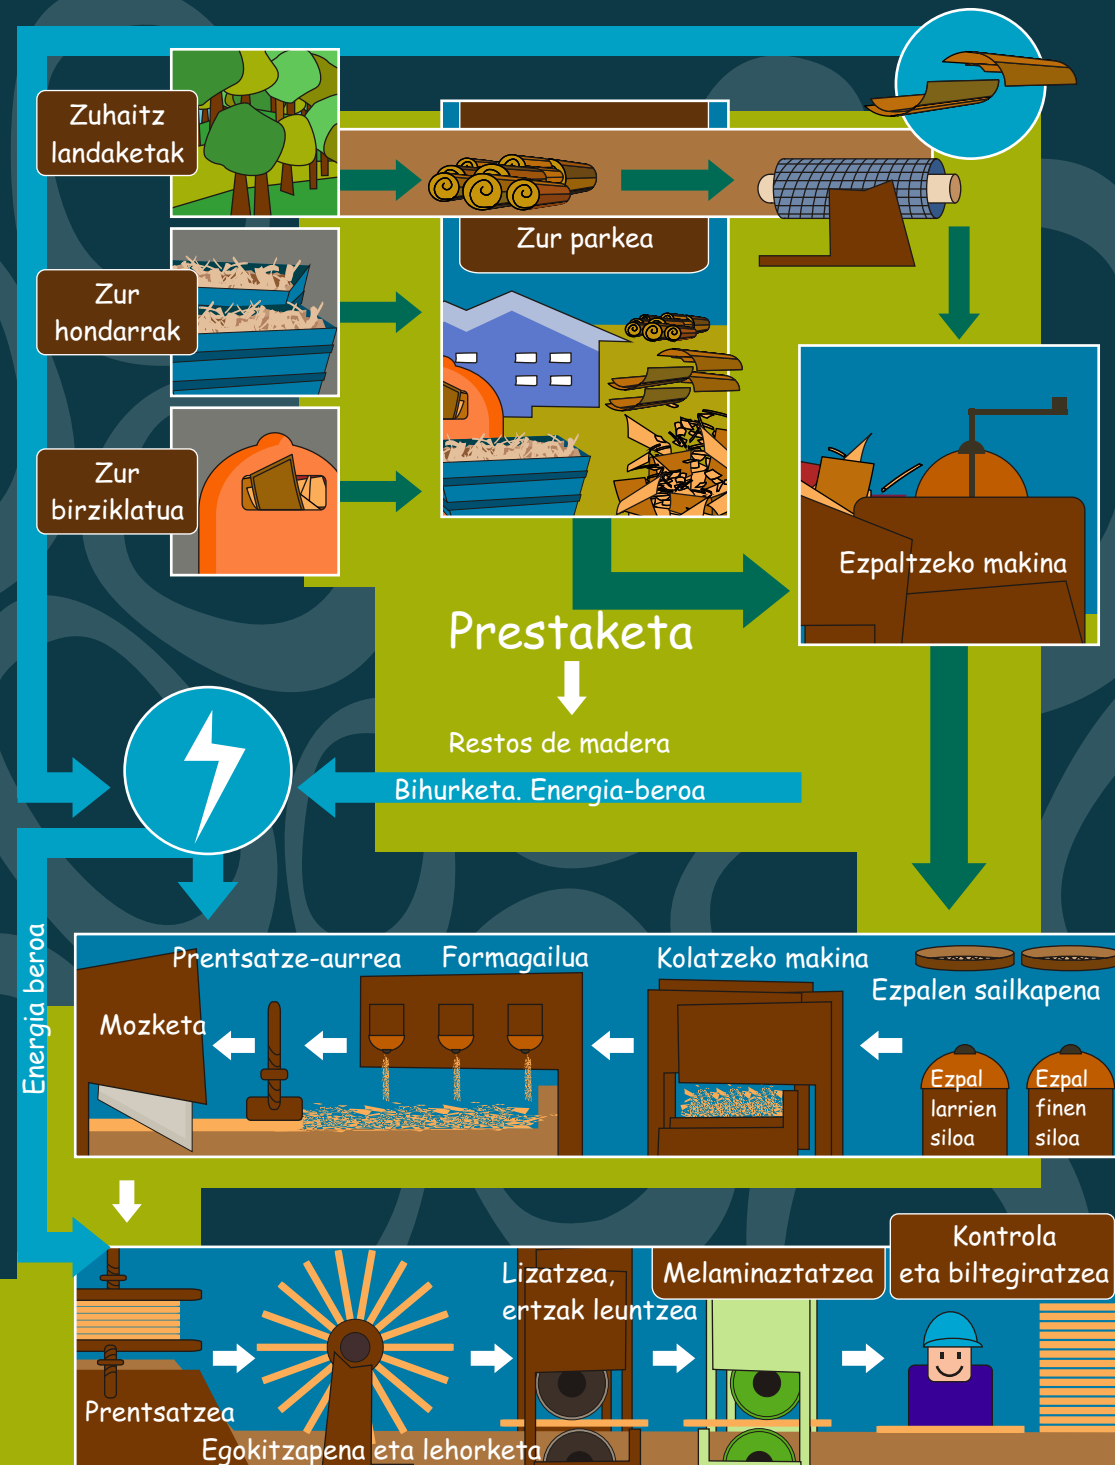 Zuhaitz
landaketak
Zur parkea
Zur
hondarrak
Zur
birziklatua
Ezpaltzeko makina
Prestaketa
Restos de madera
Bihurketa. Energia-beroa
Energia beroa
Prentsatze-aurrea
Formagailua
Kolatzeko makina
Ezpalen sailkapena
Mozketa
Ezpal
larrien
siloa
Ezpal
finen
siloa
Kontrola
eta biltegiratzea
Lizatzea,
ertzak leuntzea
Melaminaztatzea
Prentsatzea
Egokitzapena eta lehorketa